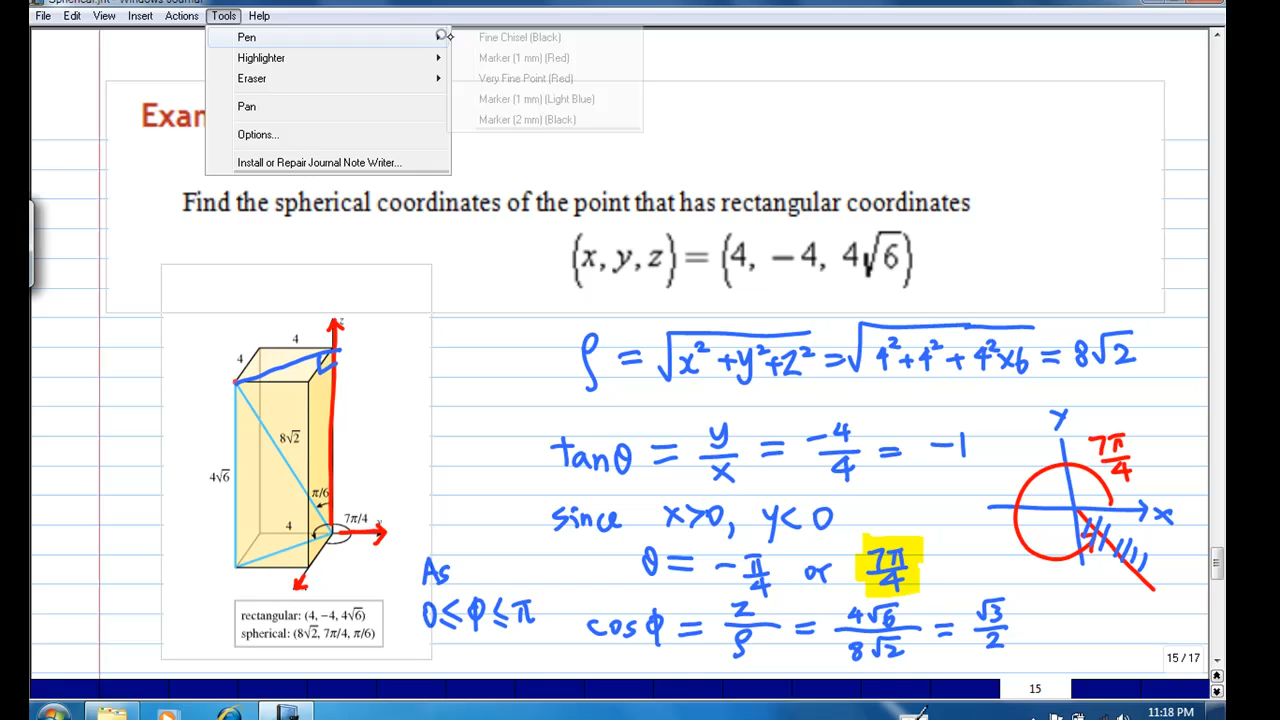 File Edit View Insert Actions Tools Help
Pen
Highlighter
Eraser
Pan
Options...
Install or Repair Journal Note Writer...
Fine Chisel (Black)
Marker (1 mm) (Red)
Very Fine Point (Red)
Marker (1 mm) (Light Blue)
Marker (2 mm) (Black)
Find the spherical coordinates of the point that has rectangular coordinates
(x, y, z) = (4, −4, 4√6)
4
4
8√2
4√6
π/6
7π/4
4
z
rectangular: (4, −4, 4√6)
spherical: (8√2, 7π/4, π/6)
ρ = √x²+y²+z² = √4²+4²+4²x6 = 8√2
tanθ = y/x = -4/4 = -1
since x>0, y<0
θ = -π/4 or 7π/4
As
0≤φ≤π
cosφ = z/ρ = 4√6/8√2 = √3/2
y
7π/4
x
15 / 17
15
11:18 PM